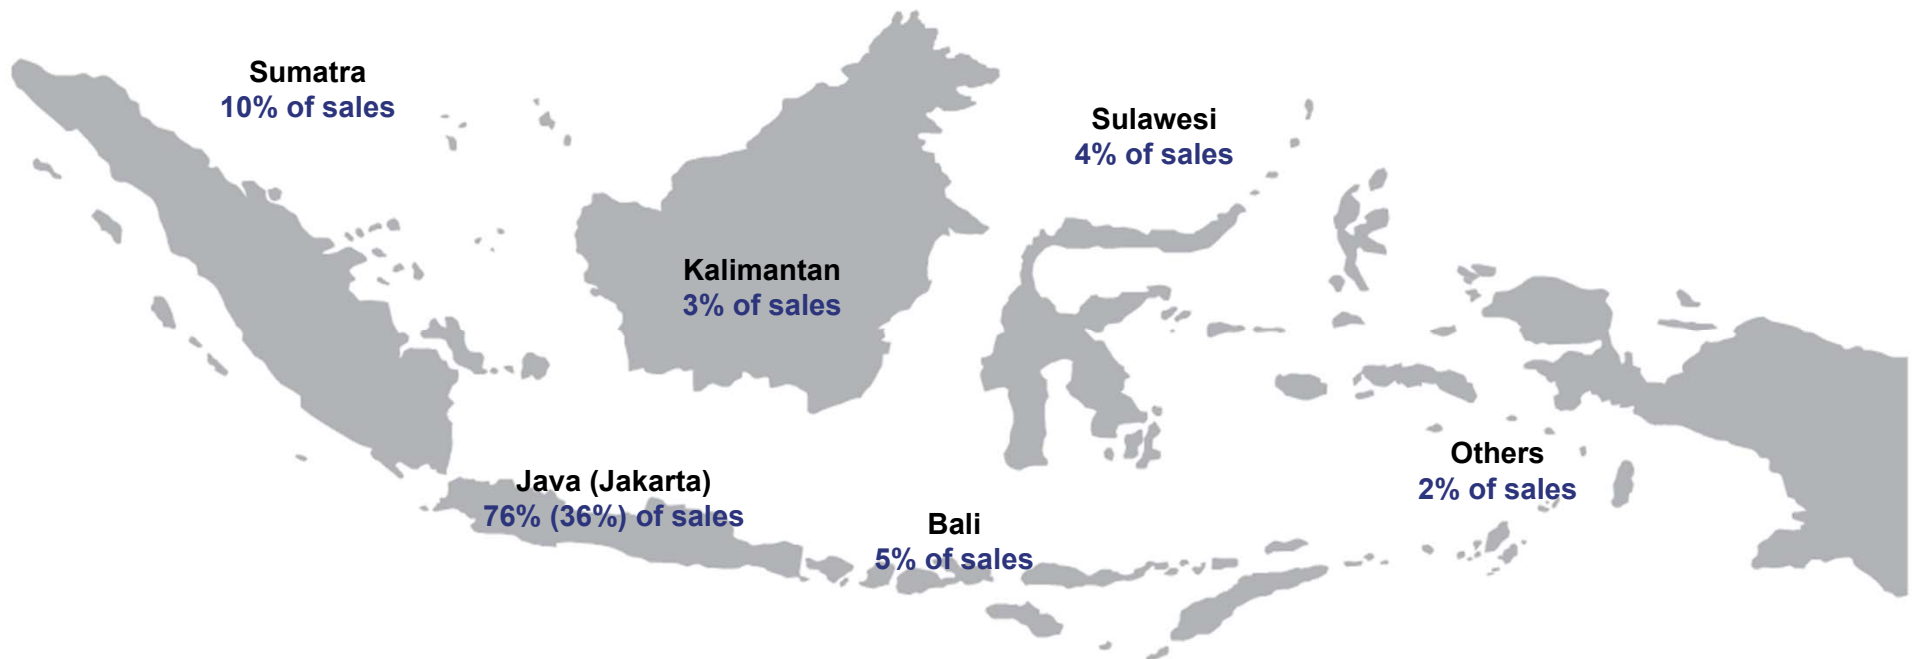 Sumatra
10% of sales
Sulawesi
4% of sales
Kalimantan
3% of sales
Others
2% of sales
Java (Jakarta)
76% (36%) of sales
Bali
5% of sales